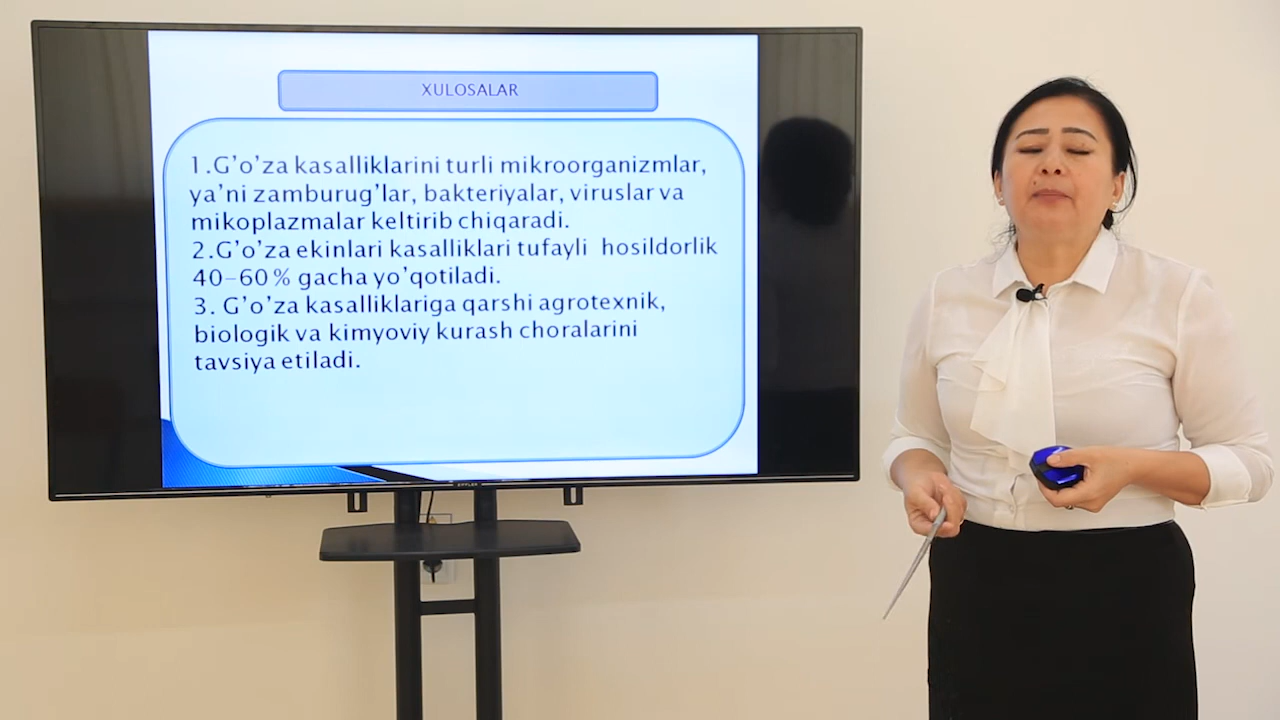 XULOSALAR
1.G’o’za kasalliklarini turli mikroorganizmlar,
ya’ni zamburug’lar, bakteriyalar, viruslar va
mikoplazmalar keltirib chiqaradi.
2.G’o’za ekinlari kasalliklari tufayli hosildorlik
40–60% gacha yo’qotiladi.
3. G’o’za kasalliklariga qarshi agrotexnik,
biologik va kimyoviy kurash choralarini
tavsiya etiladi.